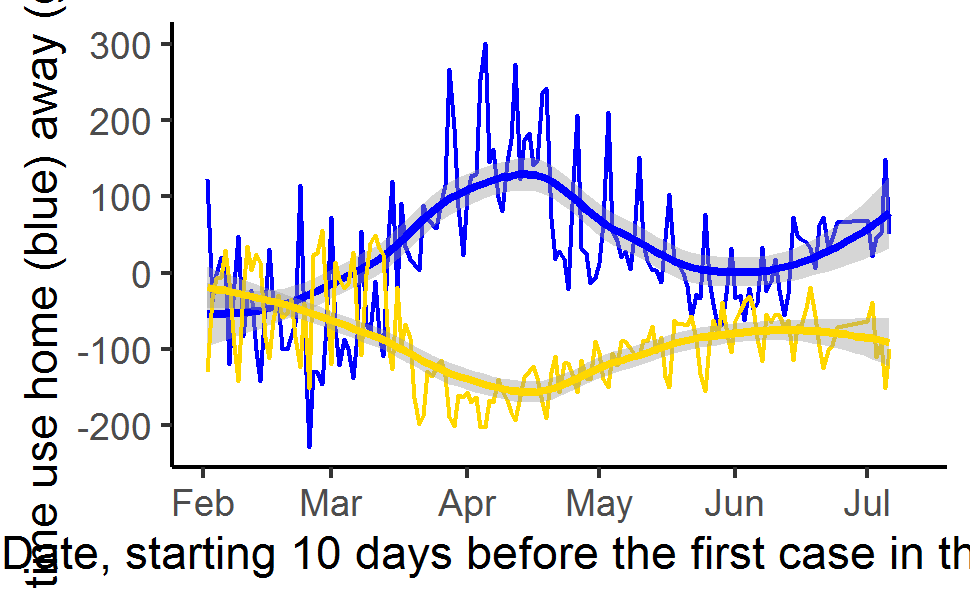 time use home (blue) away (g
300
200
100
0
-100
-200
Feb Mar Apr May Jun Jul
Date, starting 10 days before the first case in th